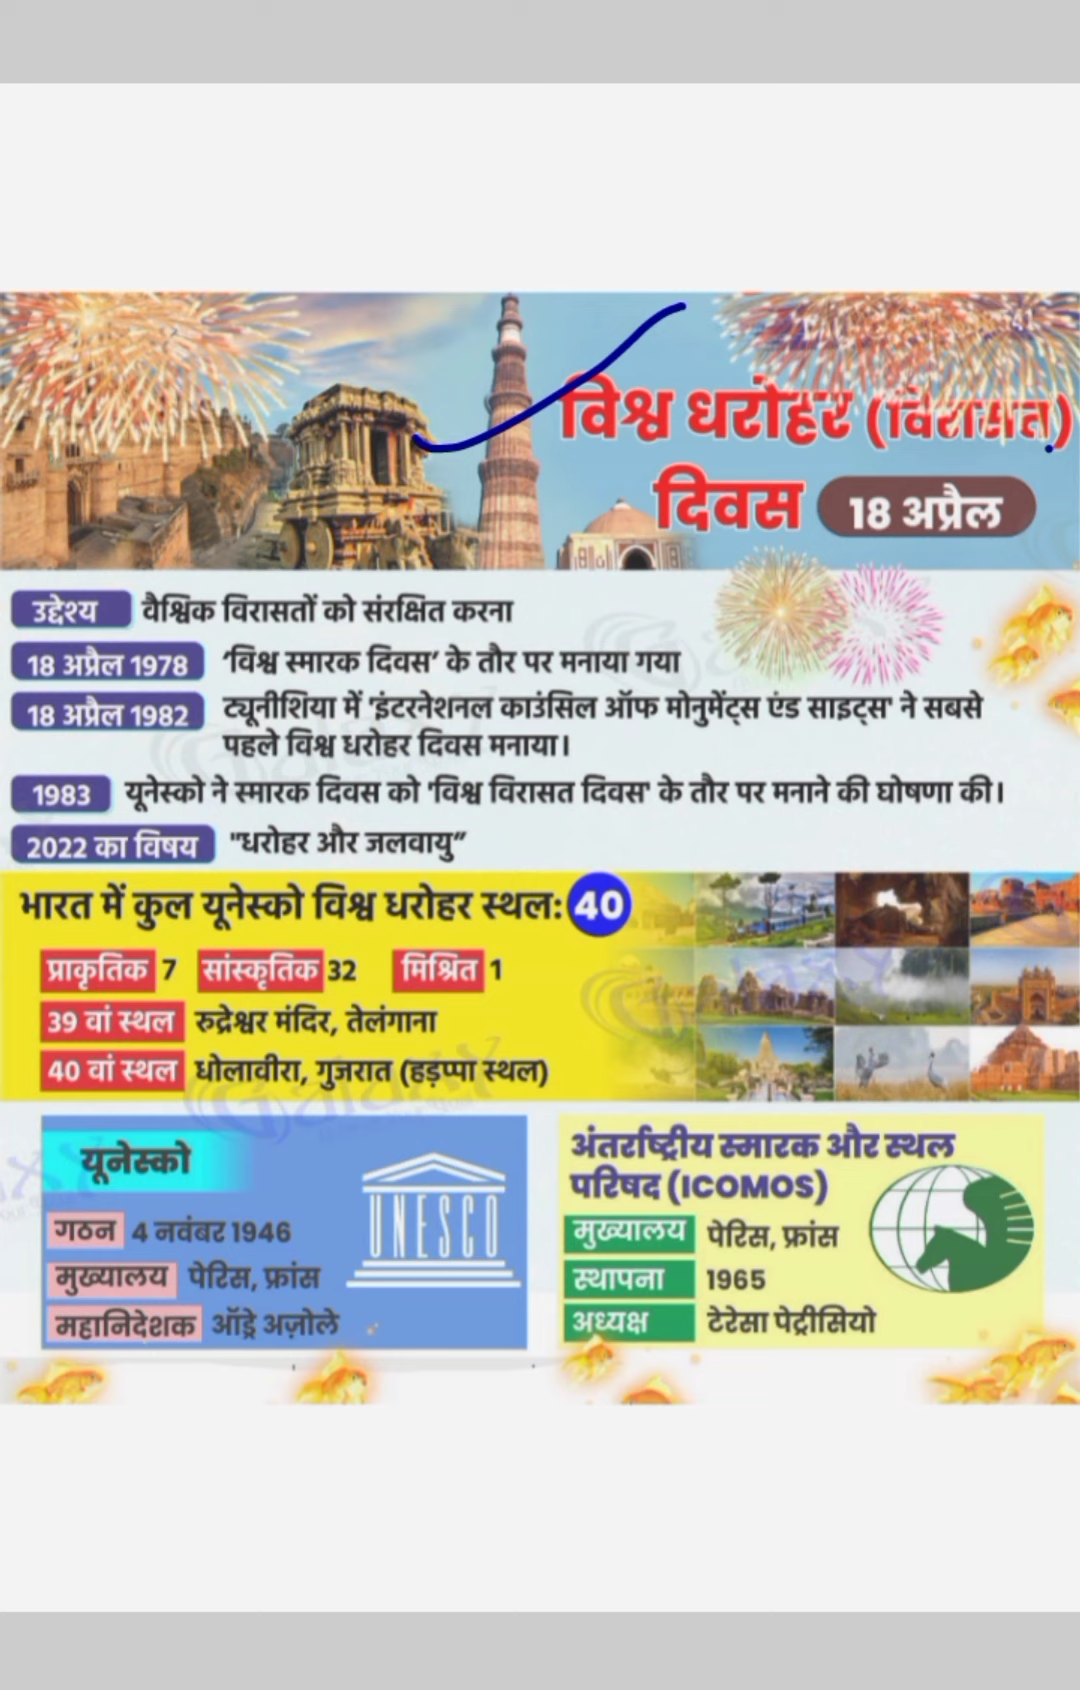 विश्व धरोहर (विरासत)
दिवस 18 अप्रैल
उद्देश्य वैश्विक विरासतों को संरक्षित करना
18 अप्रैल 1978 'विश्व स्मारक दिवस' के तौर पर मनाया गया
18 अप्रैल 1982 ट्यूनीशिया में 'इंटरनेशनल काउंसिल ऑफ मोनुमेंट्स एंड साइट्स' ने सबसे
पहले विश्व धरोहर दिवस मनाया।
1983 यूनेस्को ने स्मारक दिवस को 'विश्व विरासत दिवस' के तौर पर मनाने की घोषणा की।
2022 का विषय "धरोहर और जलवायु"
भारत में कुल यूनेस्को विश्व धरोहर स्थल: 40
प्राकृतिक 7 सांस्कृतिक 32 मिश्रित 1
39 वां स्थल रुद्रेश्वर मंदिर, तेलंगाना
40 वां स्थल धोलावीरा, गुजरात (हड़प्पा स्थल)
यूनेस्को
UNESCO
गठन 4 नवंबर 1946
मुख्यालय पेरिस, फ्रांस
महानिदेशक ऑड्रे अज़ोले
अंतर्राष्ट्रीय स्मारक और स्थल
परिषद (ICOMOS)
मुख्यालय पेरिस, फ्रांस
स्थापना 1965
अध्यक्ष टेरेसा पेट्रीसियो
Galaxy